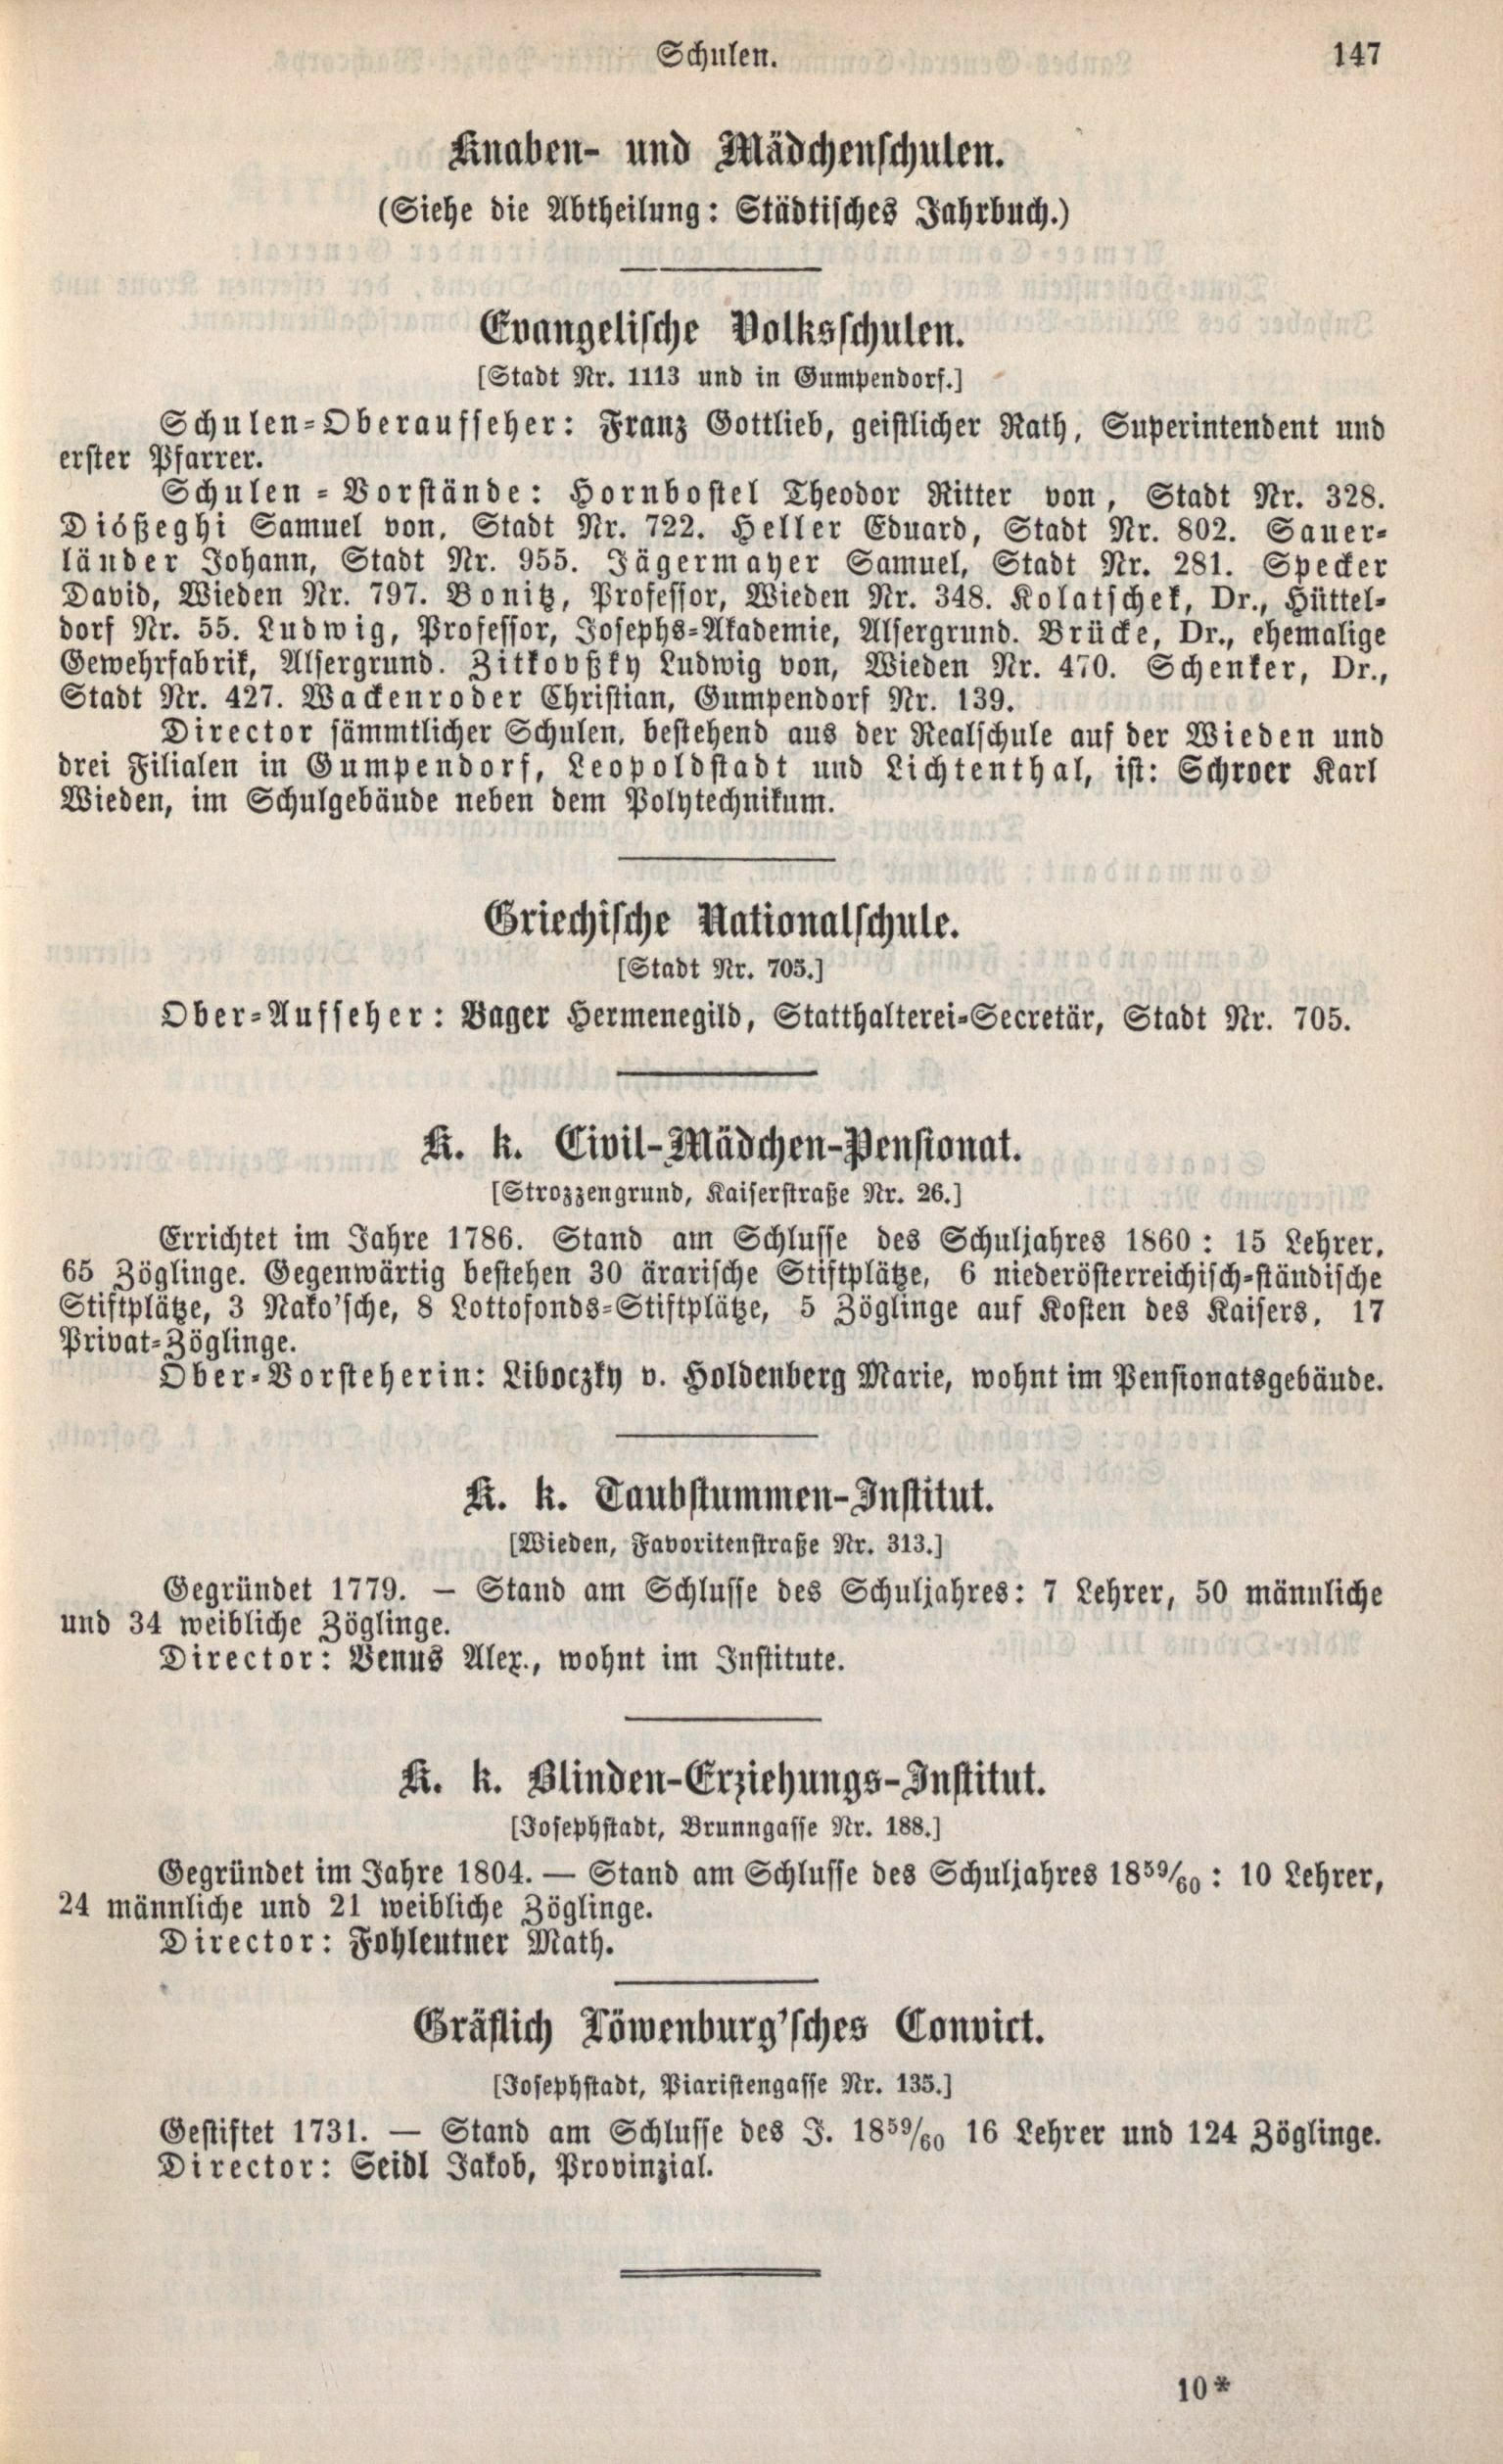 Schulen.
147
Knaben- und Mädchenschulen.
(Siehe die Abtheilung: Städtisches Jahrbuch.)
Evangelische Volksschulen.
[Stadt Nr. 1113 und in Gumpendorf.]
Schulen-Oberaufseher: Franz Gottlieb, geistlicher Rath, Superintendent und
erster Pfarrer.
Schulen-Vorstände: Hornbostel Theodor Ritter von, Stadt Nr. 328.
Diößeghi Samuel von, Stadt Nr. 722. Heller Eduard, Stadt Nr. 802. Sauer-
länder Johann, Stadt Nr. 955. Jägermayer Samuel, Stadt Nr. 281. Specker
David, Wieden Nr. 797. Bonitz, Professor, Wieden Nr. 348. Kolatschek, Dr., Hüttel-
dorf Nr. 55. Ludwig, Professor, Josephs-Akademie, Alsergrund. Brücke, Dr., ehemalige
Gewehrfabrik, Alsergrund. Zitkovßky Ludwig von, Wieden Nr. 470. Schenker, Dr.,
Stadt Nr. 427. Wackenroder Christian, Gumpendorf Nr. 139.
Director sämmtlicher Schulen, bestehend aus der Realschule auf der Wieden und
drei Filialen in Gumpendorf, Leopoldstadt und Lichtenthal, ist: Schroer Karl
Wieden, im Schulgebäude neben dem Polytechnikum.
Griechische Nationalschule.
[Stadt Nr. 705.]
Ober-Aufseher: Bager Hermenegild, Statthalterei-Secretär, Stadt Nr. 705.
K. k. Civil-Mädchen-Pensionat.
[Strozzengrund, Kaiserstraße Nr. 26.]
Errichtet im Jahre 1786. Stand am Schlusse des Schuljahres 1860: 15 Lehrer,
65 Zöglinge. Gegenwärtig bestehen 30 ärarische Stiftplätze, 6 niederösterreichisch-ständische
Stiftplätze, 3 Nako'sche, 8 Lottofonds-Stiftplätze, 5 Zöglinge auf Kosten des Kaisers, 17
Privat-Zöglinge.
Ober-Vorsteherin: Liboczky v. Holdenberg Marie, wohnt im Pensionatsgebäude.
K. k. Taubstummen-Institut.
[Wieden, Favoritenstraße Nr. 313.]
Gegründet 1779. — Stand am Schlusse des Schuljahres: 7 Lehrer, 50 männliche
und 34 weibliche Zöglinge.
Director: Venus Alex., wohnt im Institute.
K. k. Blinden-Erziehungs-Institut.
[Josephstadt, Brunngasse Nr. 188.]
Gegründet im Jahre 1804. — Stand am Schlusse des Schuljahres 1859/60: 10 Lehrer,
24 männliche und 21 weibliche Zöglinge.
Director: Fohleutner Math.
Gräflich Löwenburg'sches Convict.
[Josephstadt, Piaristengasse Nr. 135.]
Gestiftet 1731. — Stand am Schlusse des J. 1859/60 16 Lehrer und 124 Zöglinge.
Director: Seidl Jakob, Provinzial.
10*